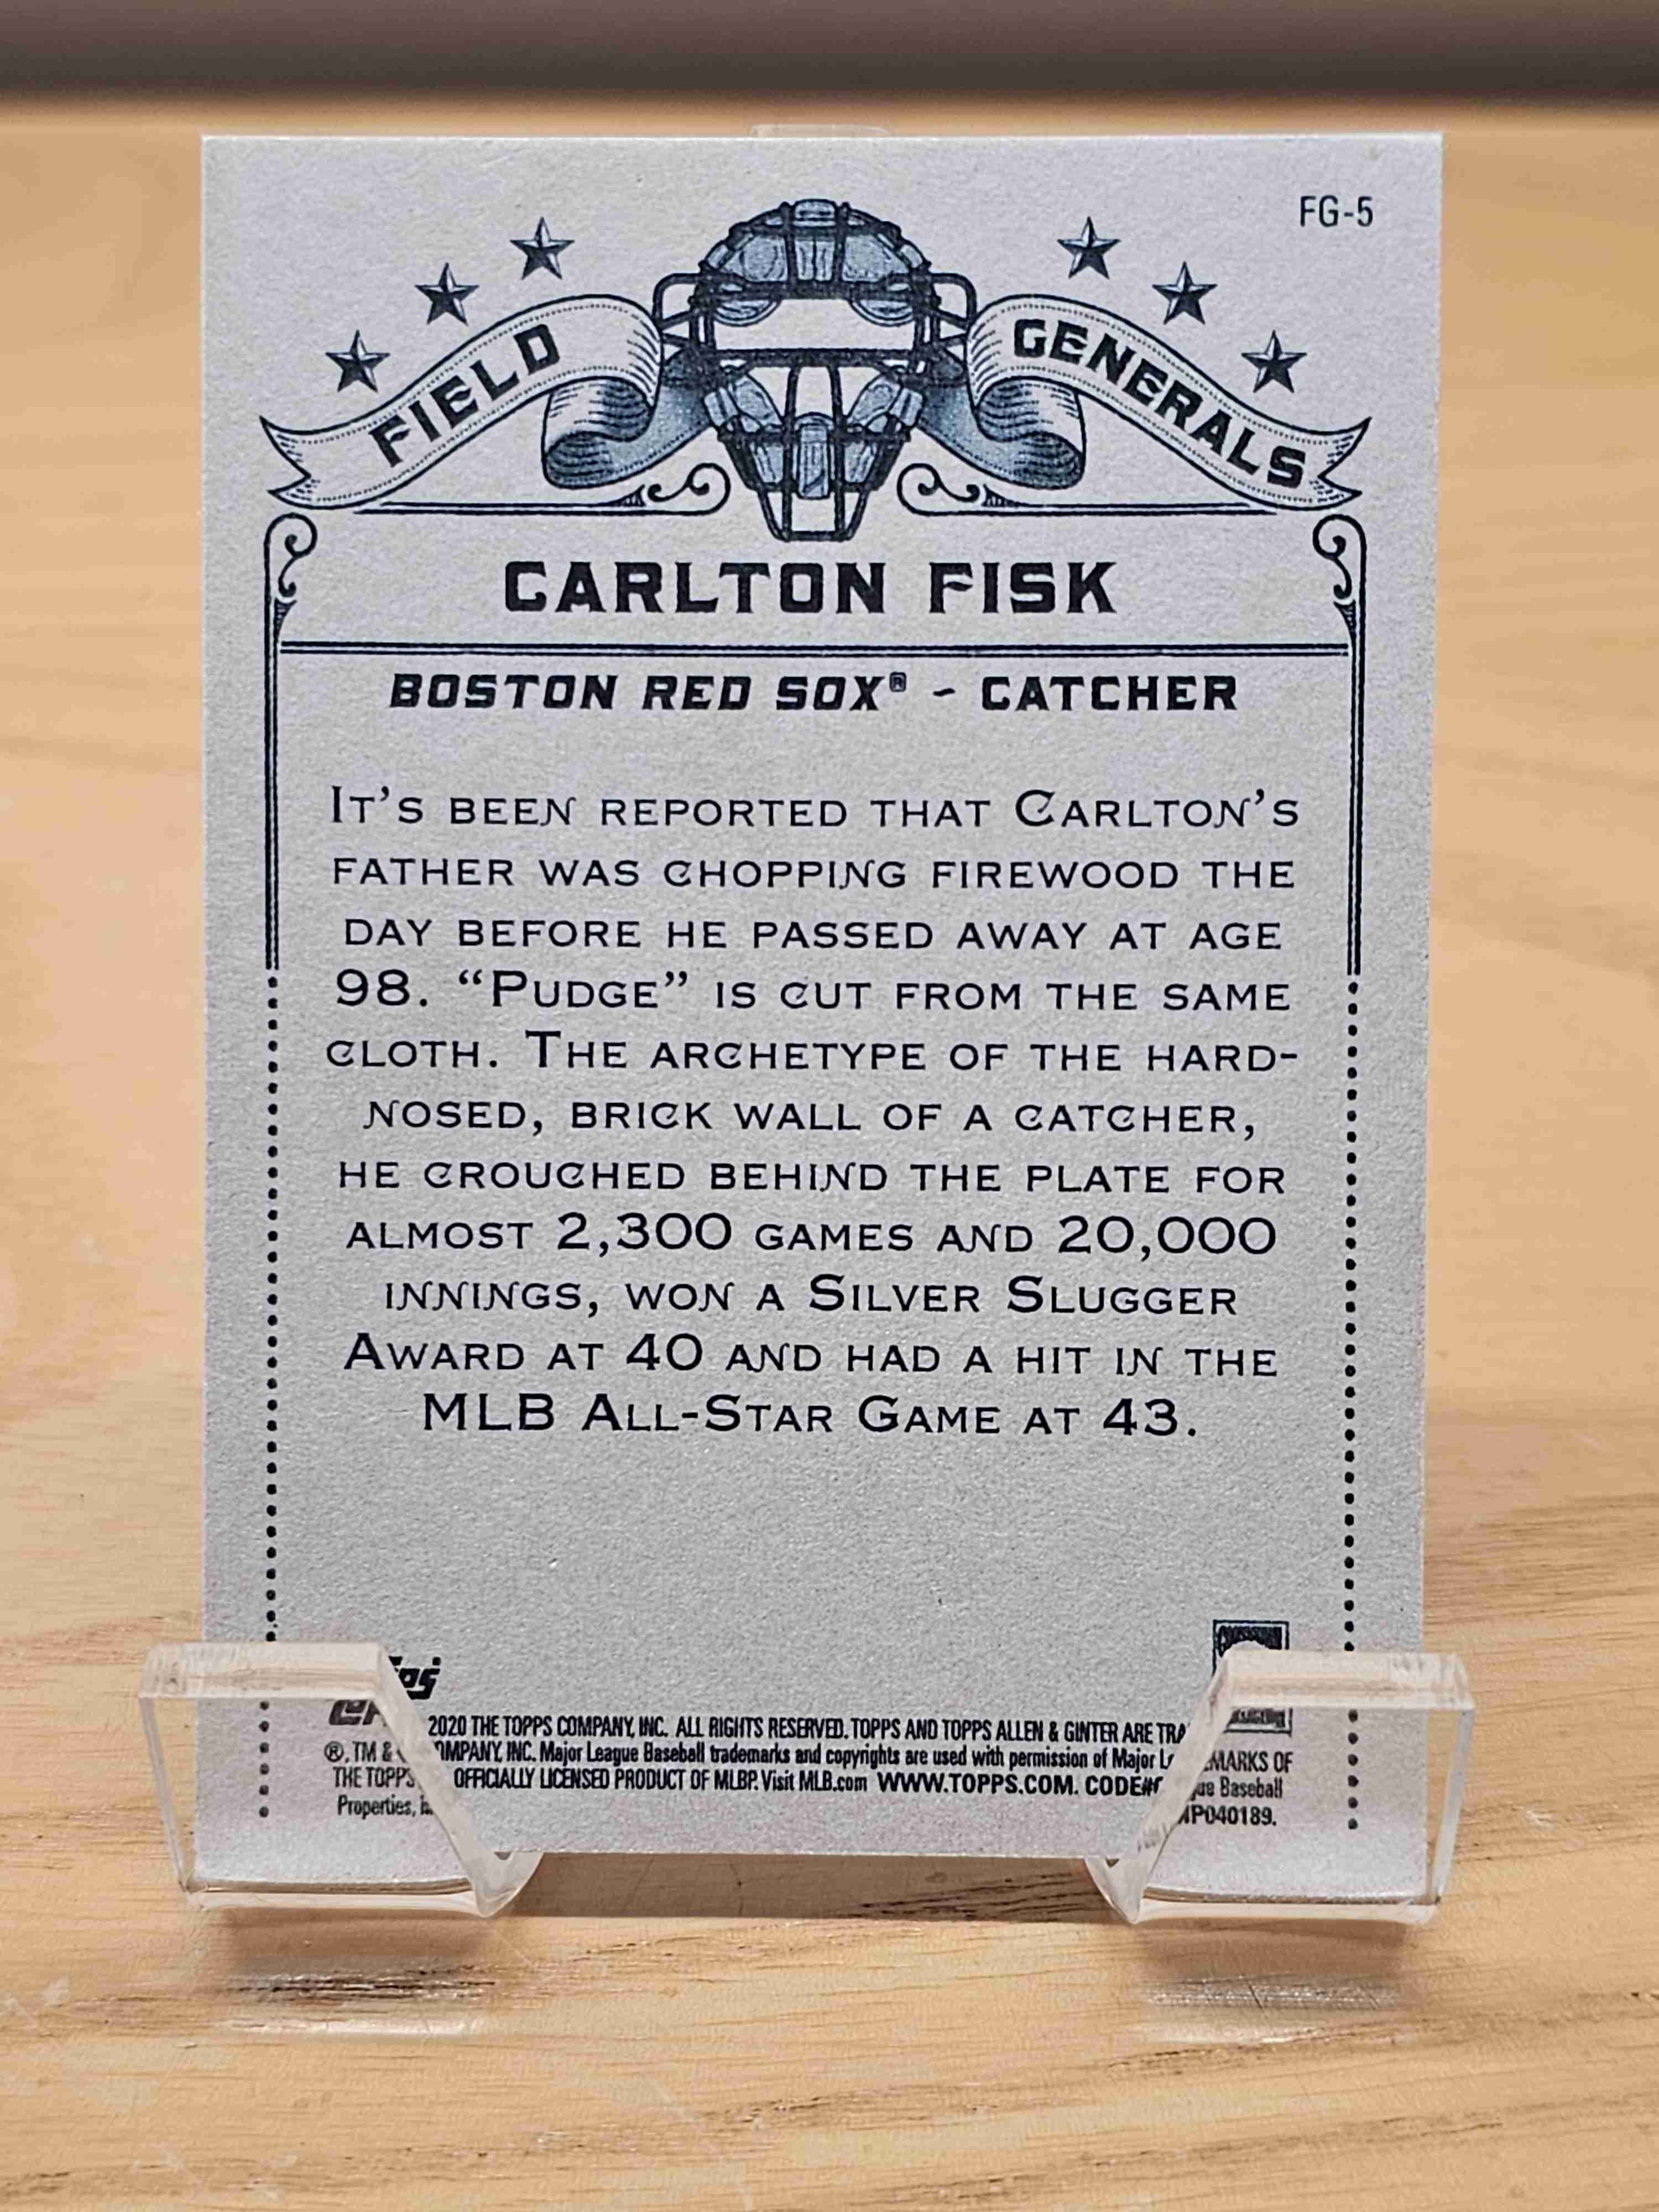 FG-5
FIELD GENERALS
CARLTON FISK
BOSTON RED SOX® - CATCHER
IT'S BEEN REPORTED THAT CARLTON'S
FATHER WAS CHOPPING FIREWOOD THE
DAY BEFORE HE PASSED AWAY AT AGE
98. “PUDGE” IS CUT FROM THE SAME
CLOTH. THE ARCHETYPE OF THE HARD-
NOSED, BRICK WALL OF A CATCHER,
HE CROUCHED BEHIND THE PLATE FOR
ALMOST 2,300 GAMES AND 20,000
INNINGS, WON A SILVER SLUGGER
AWARD AT 40 AND HAD A HIT IN THE
MLB ALL-STAR GAME AT 43.
2020 THE TOPPS COMPANY, INC. ALL RIGHTS RESERVED. TOPPS AND TOPPS ALLEN & GINTER ARE
®, TM & INC. Major League Baseball trademarks and copyrights are used with permission of Major
THE TOPPS OFFICIALLY LICENSED PRODUCT OF MLBP. Visit MLB.com WWW.TOPPS.COM. CODE# Baseball
Properties,